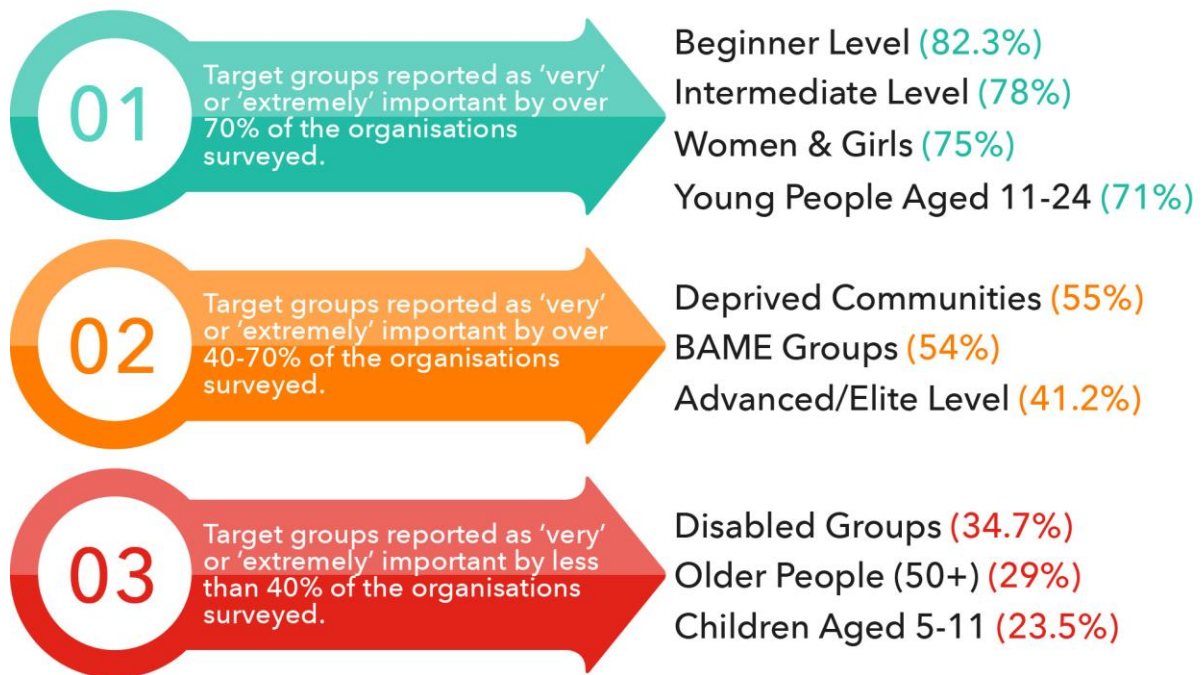 01
Target groups reported as ‘very’
or ‘extremely’ important by over
70% of the organisations
surveyed.
Beginner Level (82.3%)
Intermediate Level (78%)
Women & Girls (75%)
Young People Aged 11-24 (71%)
02
Target groups reported as ‘very’
or ‘extremely’ important by over
40-70% of the organisations
surveyed.
Deprived Communities (55%)
BAME Groups (54%)
Advanced/Elite Level (41.2%)
03
Target groups reported as ‘very’
or ‘extremely’ important by less
than 40% of the organisations
surveyed.
Disabled Groups (34.7%)
Older People (50+) (29%)
Children Aged 5-11 (23.5%)